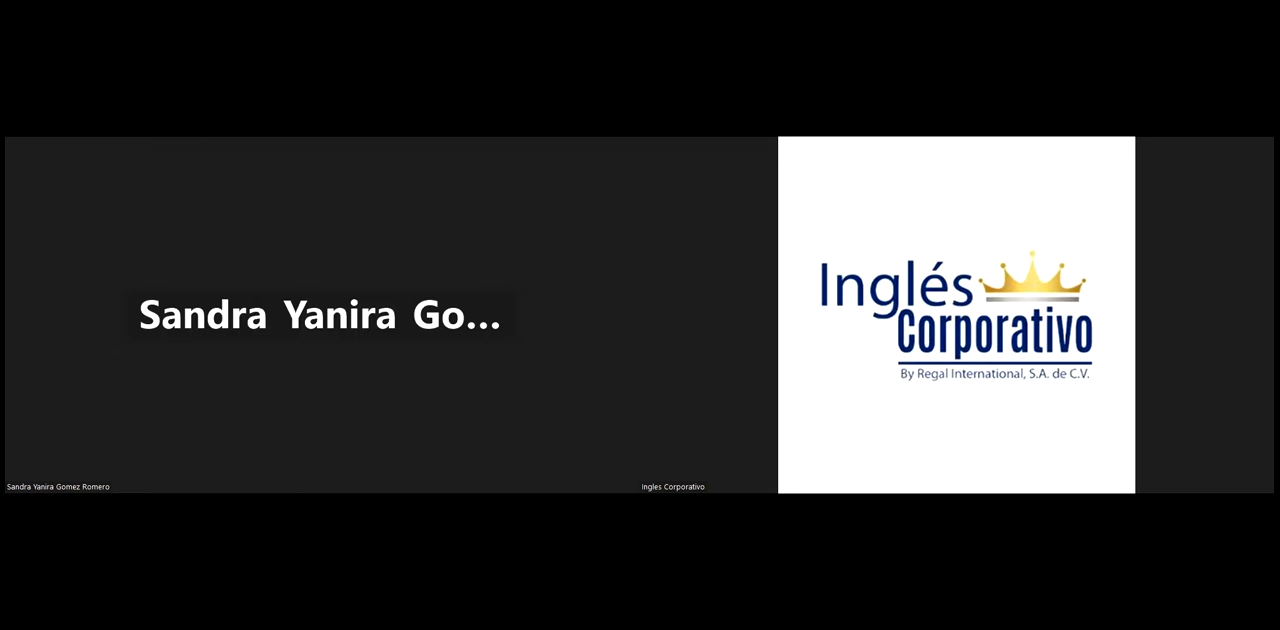 Sandra Yanira Go...
Sandra Yanira Gomez Romero
Inglés
Corporativo
By Regal International, S.A. de C.V.
Ingles Corporativo